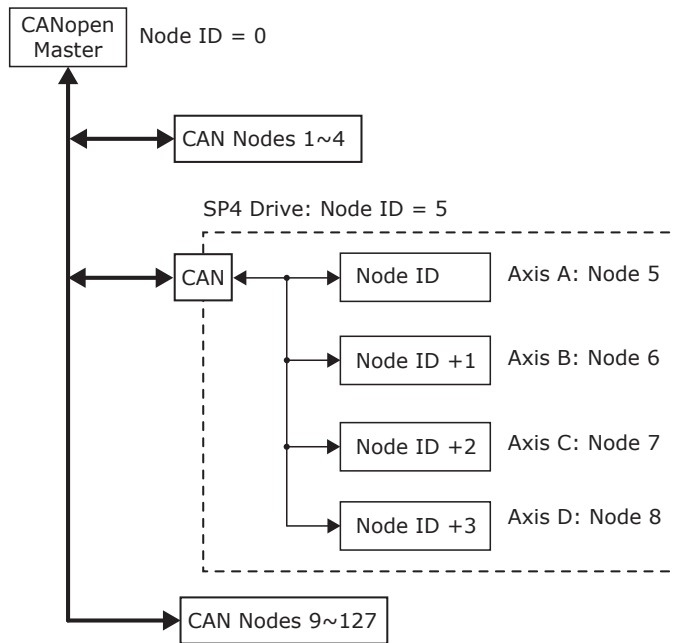 CANopen
Master
Node ID = 0
CAN Nodes 1~4
SP4 Drive: Node ID = 5
CAN
Node ID
Axis A: Node 5
Node ID +1
Axis B: Node 6
Node ID +2
Axis C: Node 7
Node ID +3
Axis D: Node 8
CAN Nodes 9~127